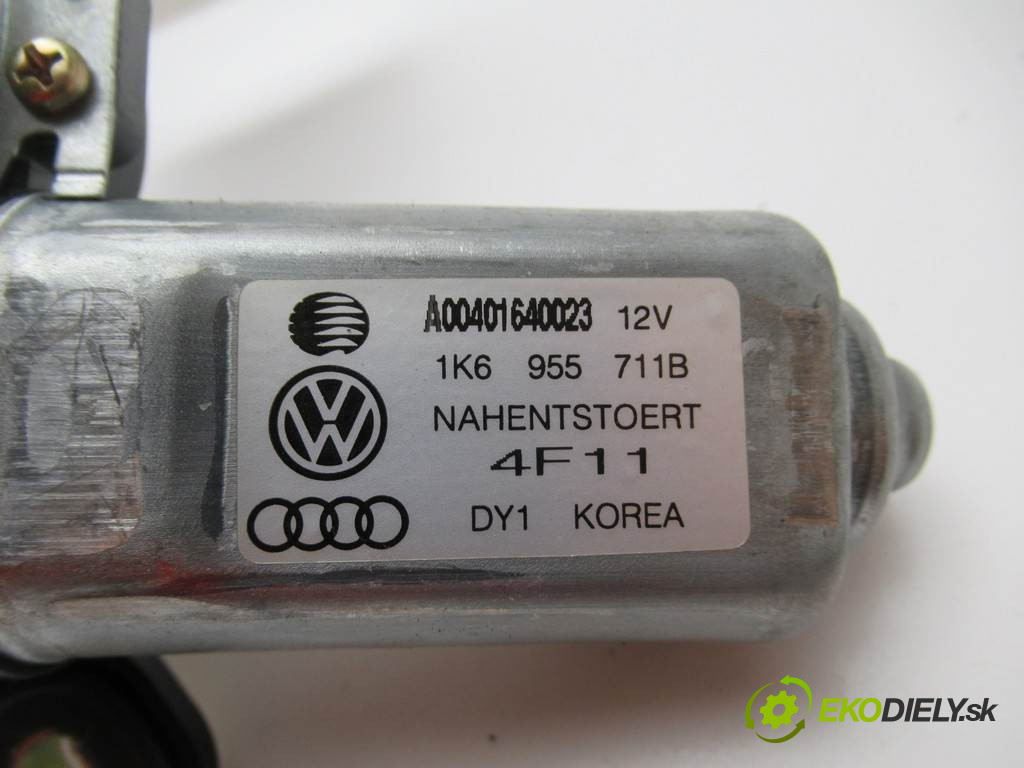 A00401640023 12V
1K6 955 711B
NAHENTSTOERT
4F11
DY1 KOREA
EKODIELY.sk